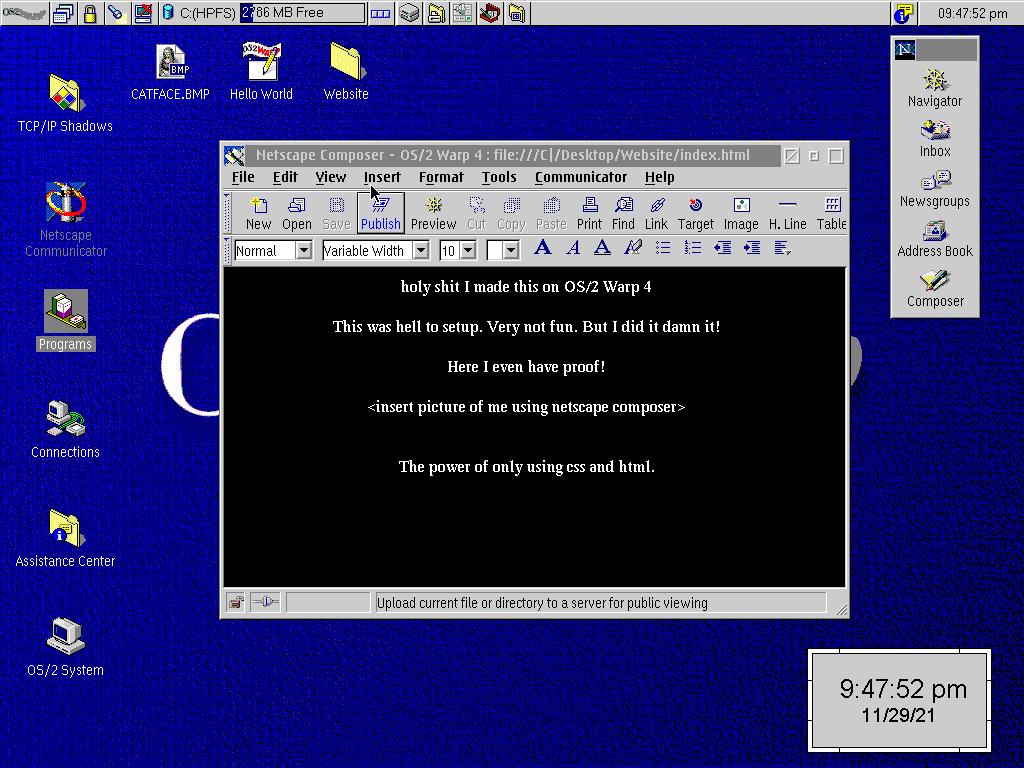 OS/2 Warp
C:(HPFS) 2766 MB Free
09:47:52 pm
CATFACE.BMP
Hello World
Website
TCP/IP Shadows
Netscape
Communicator
Programs
Connections
Assistance Center
OS/2 System
N
Navigator
Inbox
Newsgroups
Address Book
Composer
Netscape Composer - OS/2 Warp 4 : file:///C|/Desktop/Website/index.html
File Edit View Insert Format Tools Communicator Help
New Open Save Publish Preview Cut Copy Paste Print Find Link Target Image H. Line Table
Normal Variable Width 10 A A A A
holy shit I made this on OS/2 Warp 4
This was hell to setup. Very not fun. But I did it damn it!
Here I even have proof!
<insert picture of me using netscape composer>
The power of only using css and html.
Upload current file or directory to a server for public viewing
9:47:52 pm
11/29/21